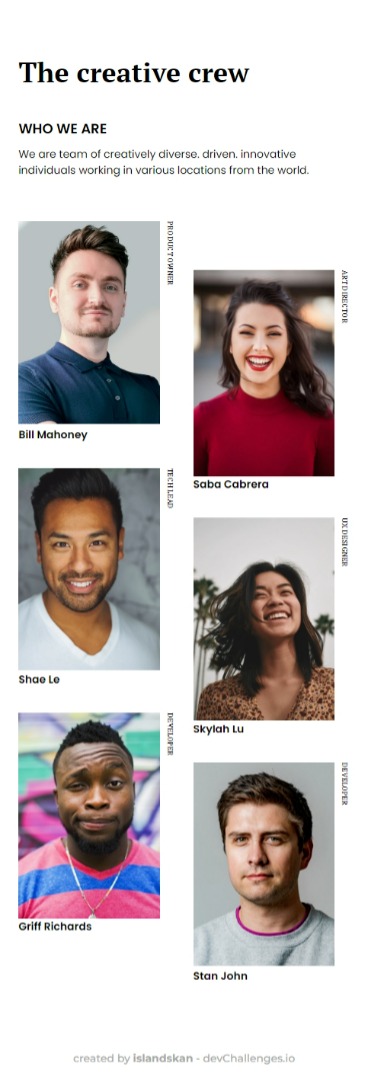 The creative crew
WHO WE ARE
We are team of creatively diverse. driven. innovative
individuals working in various locations from the world.
PRODUCT OWNER
Bill Mahoney
ART DIRECTOR
Saba Cabrera
TECH LEAD
Shae Le
UX DESIGNER
Skylah Lu
DEVELOPER
Griff Richards
DEVELOPER
Stan John
created by islandskan - devChallenges.io